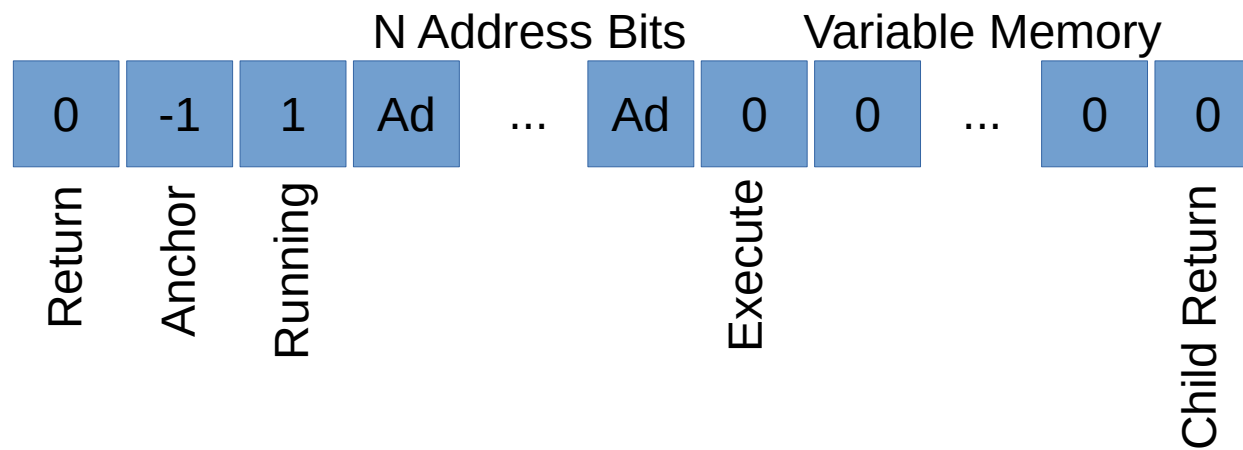 N Address Bits Variable Memory
0 -1 1 Ad ... Ad 0 0 ... 0 0
Return Anchor Running Execute Child Return